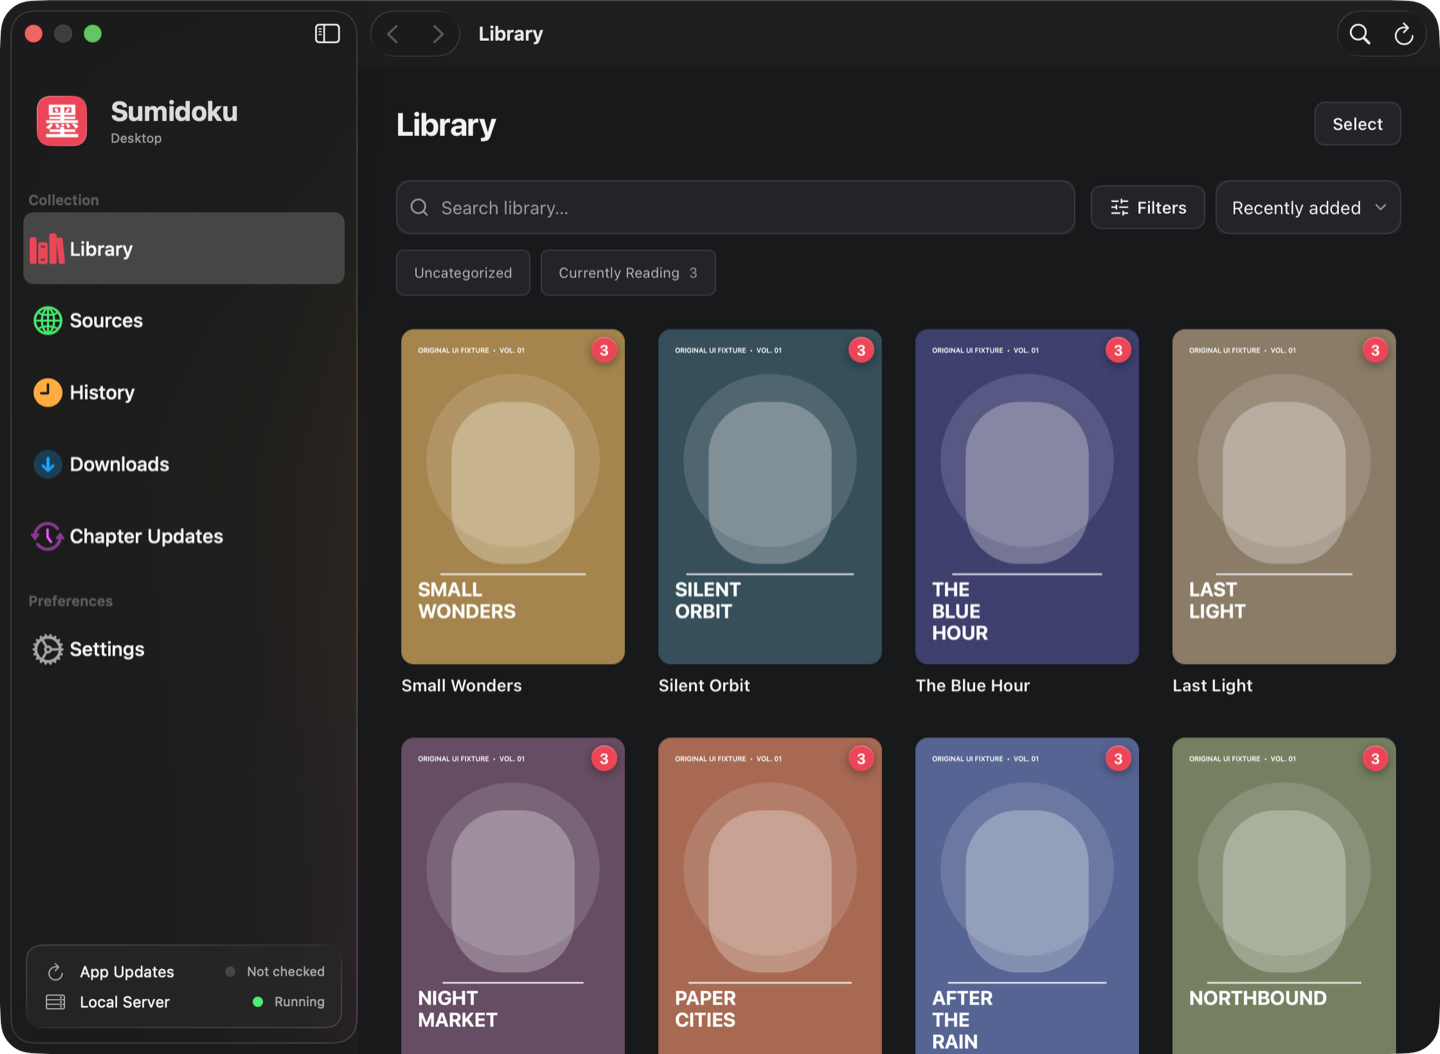 Library
墨
Sumidoku
Desktop
Collection
Library
Sources
History
Downloads
Chapter Updates
Preferences
Settings
App Updates
Not checked
Local Server
Running
Library
Select
Search library...
Filters
Recently added
Uncategorized
Currently Reading 3
ORIGINAL UI FIXTURE • VOL. 01
3
SMALL
WONDERS
Small Wonders
ORIGINAL UI FIXTURE • VOL. 01
3
SILENT
ORBIT
Silent Orbit
ORIGINAL UI FIXTURE • VOL. 01
3
THE
BLUE
HOUR
The Blue Hour
ORIGINAL UI FIXTURE • VOL. 01
3
LAST
LIGHT
Last Light
ORIGINAL UI FIXTURE • VOL. 01
3
NIGHT
MARKET
ORIGINAL UI FIXTURE • VOL. 01
3
PAPER
CITIES
ORIGINAL UI FIXTURE • VOL. 01
3
AFTER
THE
RAIN
ORIGINAL UI FIXTURE • VOL. 01
3
NORTHBOUND